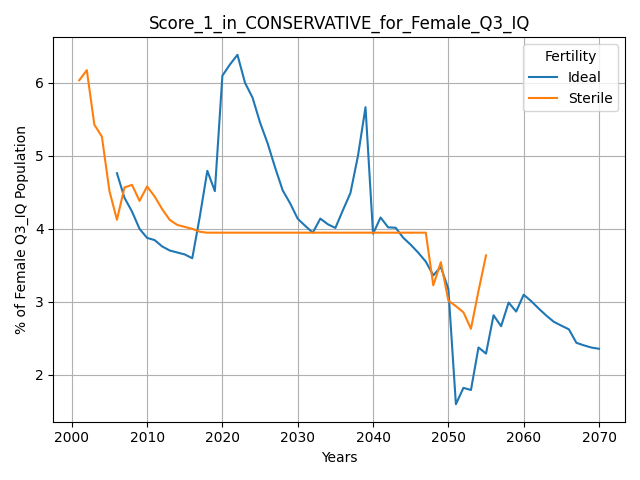 Score_1_in_CONSERVATIVE_for_Female_Q3_IQ
% of Female Q3_IQ Population
6
5
4
3
2
Fertility
Ideal
Sterile
2000 2010 2020 2030 2040 2050 2060 2070
Years